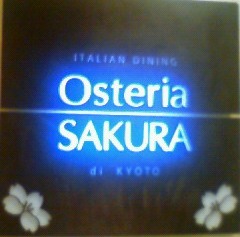 ITALIAN DINING
Osteria
SAKURA
di KYOTO